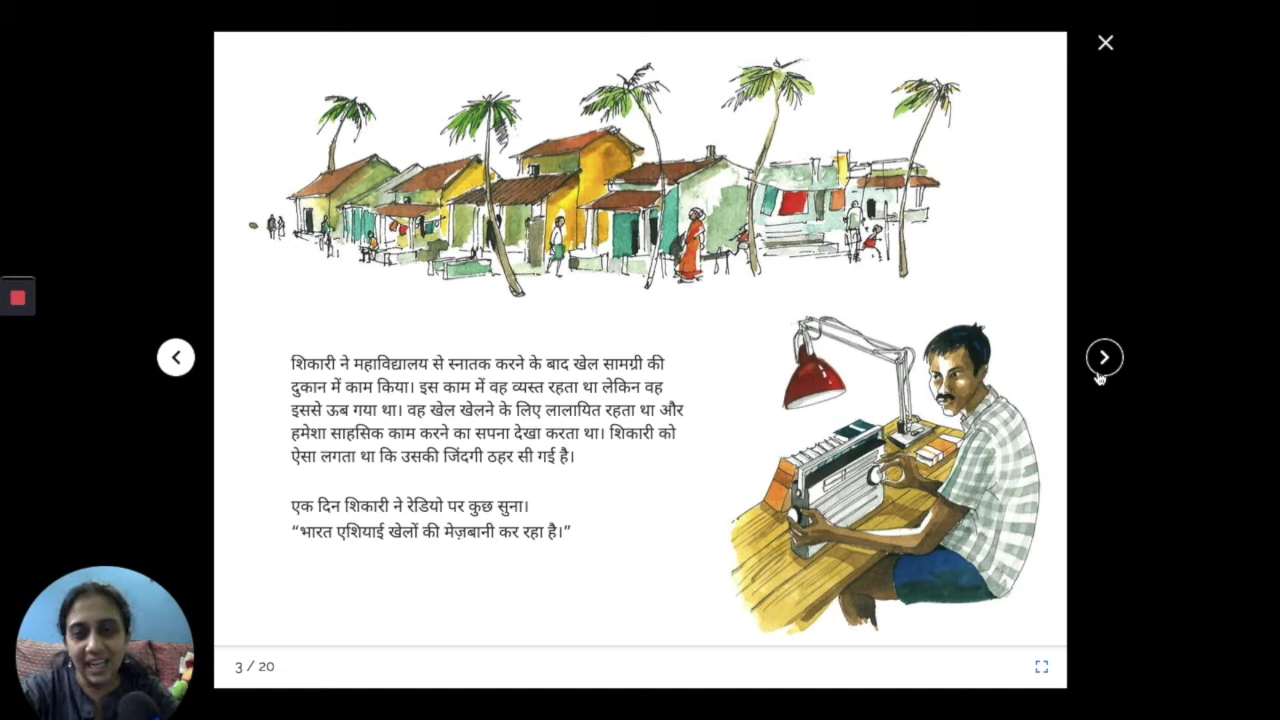 शिकारी ने महाविद्यालय से स्नातक करने के बाद खेल सामग्री की
दुकान में काम किया। इस काम में वह व्यस्त रहता था लेकिन वह
इससे ऊब गया था। वह खेल खेलने के लिए लालायित रहता था और
हमेशा साहसिक काम करने का सपना देखा करता था। शिकारी को
ऐसा लगता था कि उसकी जिंदगी ठहर सी गई है।
एक दिन शिकारी ने रेडियो पर कुछ सुना।
“भारत एशियाई खेलों की मेज़बानी कर रहा है।”
3 / 20